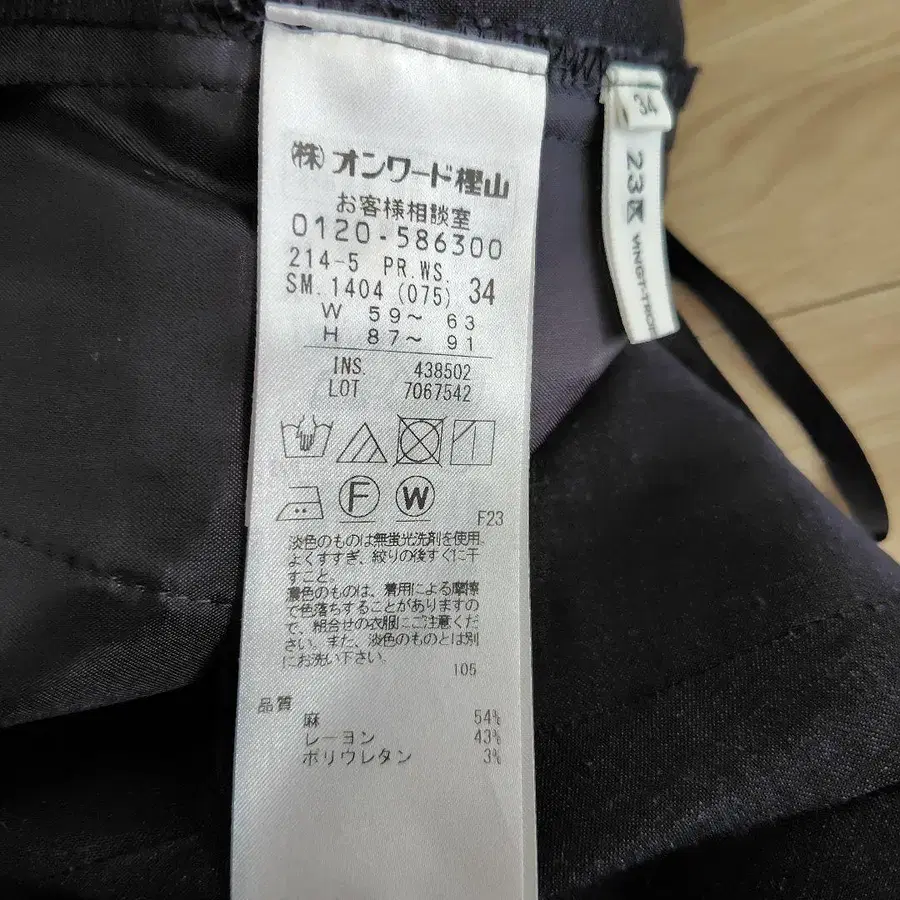 ㈱オンワード樫山
お客様相談室
0120-586300
214-5 PR.WS.
SM.1404 (075) 34
W 59～ 63
H 87～ 91
INS. 438502
LOT 7067542
F
W
F23
淡色のものは無蛍光洗剤を使用。
よくすすぎ、絞りの後すぐに干
すこと。
濃色のものは、着用による摩擦
で色落ちすることがありますの
で、組合せの衣服にご注意くだ
さい。また、淡色のものとは別
にお洗い下さい。
105
品質
麻 54%
レーヨン 43%
ポリウレタン 3%
34
23K